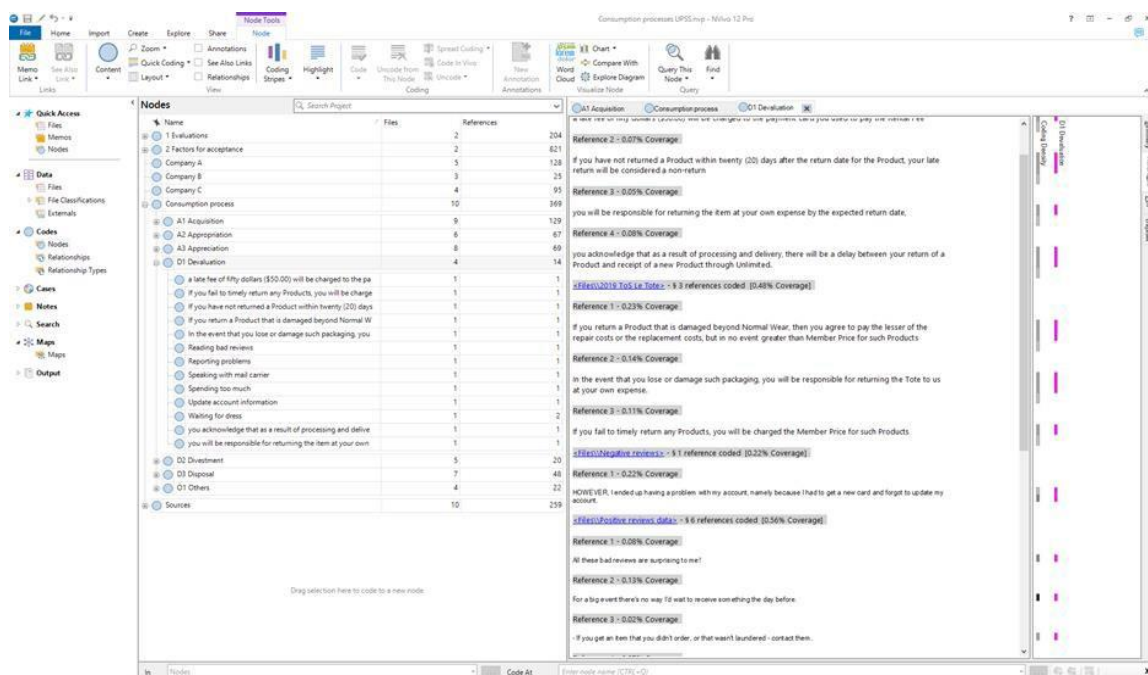 Node Tools
Consumption processes UPSS.nvp - NVivo 12 Pro
File Home Import Create Explore Share Node
Memo Link
See Also Link
Links
Content
Zoom
Quick Coding
Layout
Annotations
See Also Links
Relationships
View
Coding Stripes
Highlight
Code
Uncode from This Node
Spread Coding
Code In Vivo
Uncode
Coding
New Annotation
Annotations
Word Cloud
Chart
Compare With
Explore Diagram
Visualize Node
Query This Node
Find
Query
Quick Access
Files
Memos
Nodes
Data
Files
File Classifications
Externals
Codes
Nodes
Relationships
Relationship Types
Cases
Notes
Search
Maps
Maps
Output
Nodes
Search Project
Name Files References
1 Evaluations 2 204
2 Factors for acceptance 2 821
Company A 5 128
Company B 3 25
Company C 4 95
Consumption process 10 369
A1 Acquisition 9 129
A2 Appropriation 6 67
A3 Appreciation 8 69
D1 Devaluation 4 14
a late fee of fifty dollars ($50.00) will be charged to the pa 1 1
If you fail to timely return any Products, you will be charge 1 1
If you have not returned a Product within twenty (20) days 1 1
If you return a Product that is damaged beyond Normal W 1 1
In the event that you lose or damage such packaging, you 1 1
Reading bad reviews 1 1
Reporting problems 1 1
Speaking with mail carrier 1 1
Spending too much 1 1
Update account information 1 1
Waiting for dress 1 2
you acknowledge that as a result of processing and delive 1 1
you will be responsible for returning the item at your own 1 1
D2 Divestment 5 20
D3 Disposal 7 48
O1 Others 4 22
Sources 10 259
Drag selection here to code to a new node
A1 Acquisition Consumption process D1 Devaluation
a late fee of fifty dollars ($50.00) will be charged to the payment card you used to pay the Rental Fee
Reference 2 - 0.07% Coverage
If you have not returned a Product within twenty (20) days after the return date for the Product, your late
return will be considered a non-return
Reference 3 - 0.05% Coverage
you will be responsible for returning the item at your own expense by the expected return date,
Reference 4 - 0.08% Coverage
you acknowledge that as a result of processing and delivery, there will be a delay between your return of a
Product and receipt of a new Product through Unlimited.
<Files\\2019 ToS Le Tote> - § 3 references coded [0.48% Coverage]
Reference 1 - 0.23% Coverage
If you return a Product that is damaged beyond Normal Wear, then you agree to pay the lesser of the
repair costs or the replacement costs, but in no event greater than Member Price for such Products
Reference 2 - 0.14% Coverage
In the event that you lose or damage such packaging, you will be responsible for returning the Tote to us
at your own expense.
Reference 3 - 0.11% Coverage
If you fail to timely return any Products, you will be charged the Member Price for such Products
<Files\\Negative reviews> - § 1 reference coded [0.22% Coverage]
Reference 1 - 0.22% Coverage
HOWEVER, I ended up having a problem with my account, namely because I had to get a new card and forgot to update my
account.
<Files\\Positive reviews data> - § 6 references coded [0.56% Coverage]
Reference 1 - 0.08% Coverage
All these bad reviews are surprising to me!
Reference 2 - 0.13% Coverage
For a big event there's no way I'd wait to receive something the day before.
Reference 3 - 0.02% Coverage
- If you get an item that you didn't order, or that wasn't laundered - contact them.
Coding Density
D1 Devaluation
In Nodes
Code At Enter node name (CTRL+Q)